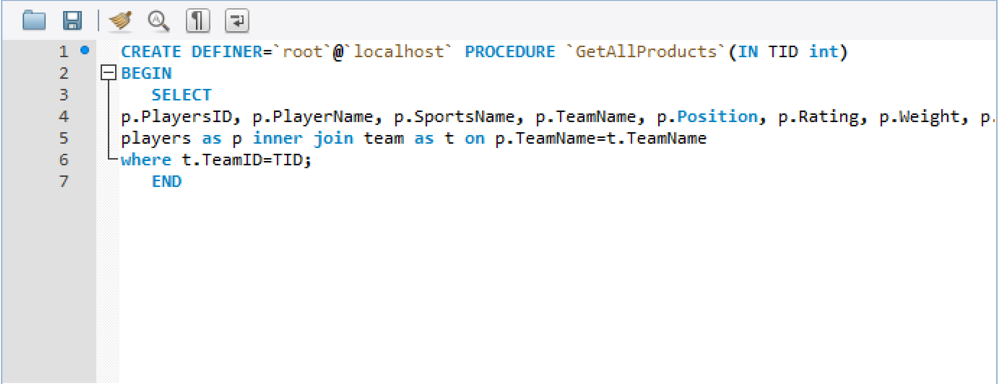 1 CREATE DEFINER=`root`@`localhost` PROCEDURE `GetAllProducts`(IN TID int)
2 BEGIN
3 SELECT
4 p.PlayersID, p.PlayerName, p.SportsName, p.TeamName, p.Position, p.Rating, p.Weight, p.
5 players as p inner join team as t on p.TeamName=t.TeamName
6 where t.TeamID=TID;
7 END